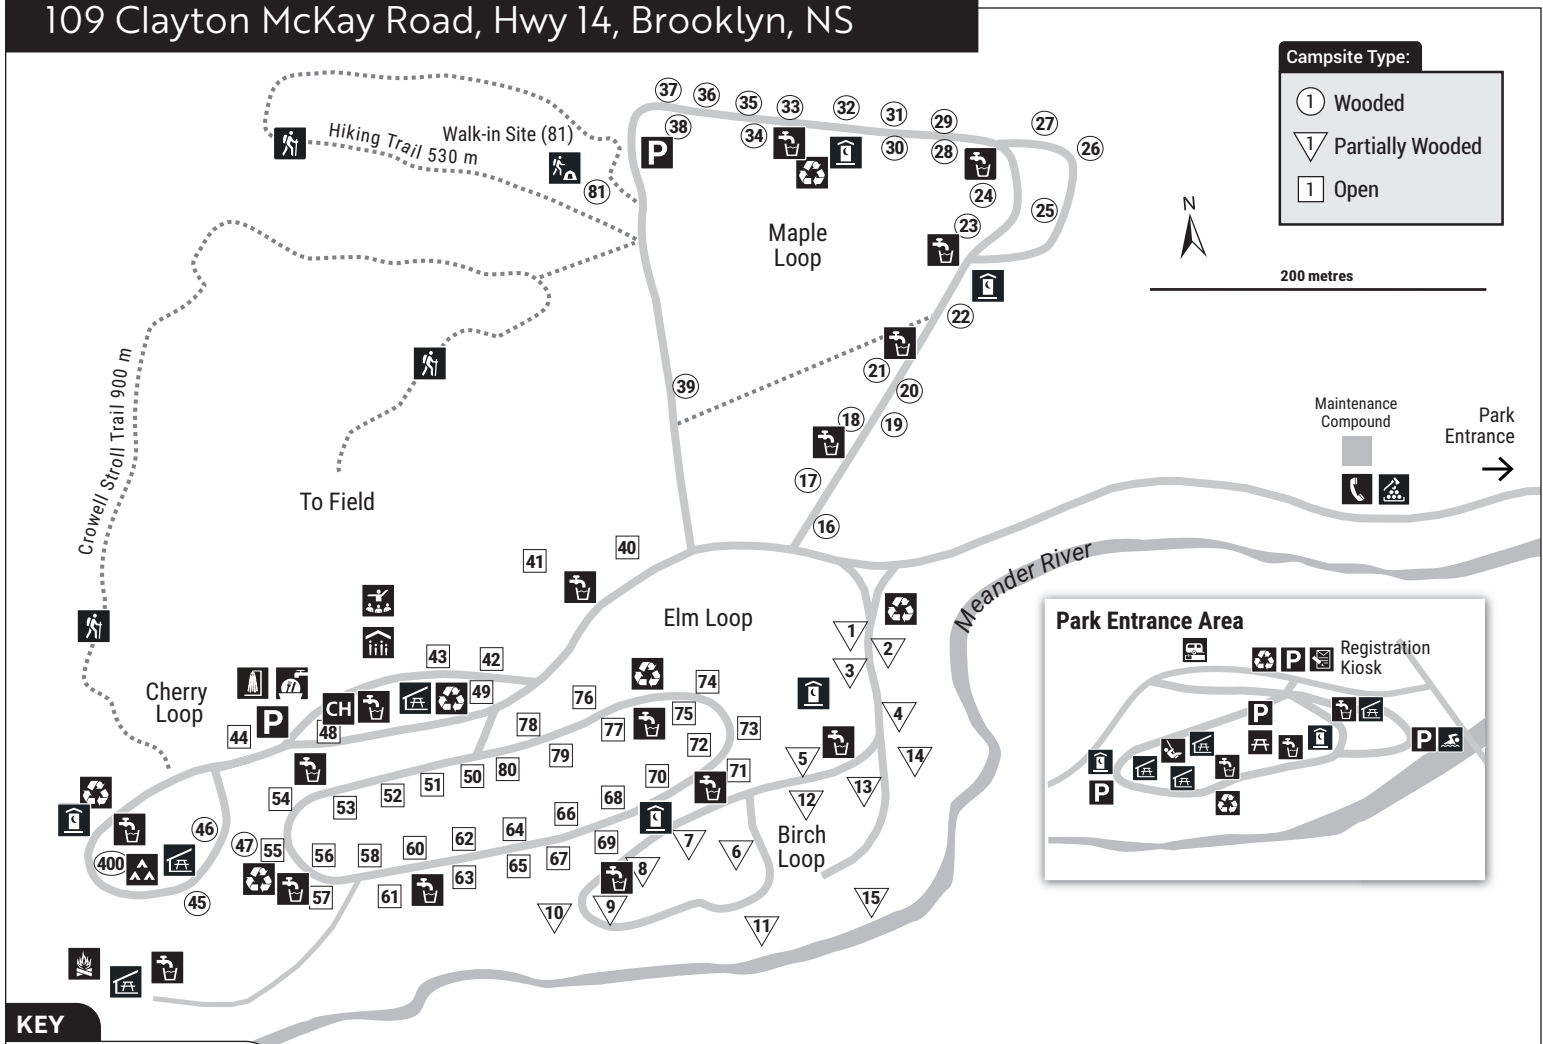 109 Clayton McKay Road, Hwy 14, Brooklyn, NS
Campsite Type:
1 Wooded
1 Partially Wooded
1 Open
N
200 metres
Hiking Trail 530 m
Walk-in Site (81)
81
37
36
35
33
32
31
29
27
38
34
30
28
26
24
25
23
P
Maple
Loop
22
21
20
39
18
19
17
16
Crowell Stroll Trail 900 m
To Field
Maintenance
Compound
Park
Entrance
41
40
Elm Loop
Meander River
43
42
49
CH
48
Cherry
Loop
P
44
76
74
78
77
75
73
72
79
80
50
51
52
53
54
70
71
68
66
64
62
60
58
56
55
47
46
400
45
57
61
63
65
67
69
1
2
3
4
5
14
13
12
Birch
Loop
7
6
8
9
10
11
15
Park Entrance Area
Registration
Kiosk
P
P
P
P
KEY